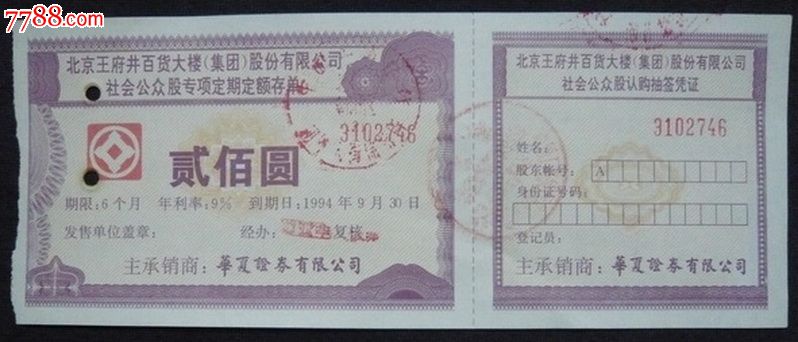 7788.com
北京王府井百货大楼(集团)股份有限公司
社会公众股专项定期定额存单
3102746
贰佰圆
期限:6个月 年利率:9% 到期日:1994年9月30日
发售单位盖章: 经办: 复核:
主承销商:華夏證券有限公司
北京王府井百货大楼(集团)股份有限公司
社会公众股认购抽签凭证
3102746
姓名:
股东帐号: A
身份证号码:
登记员:
主承销商:華夏證券有限公司